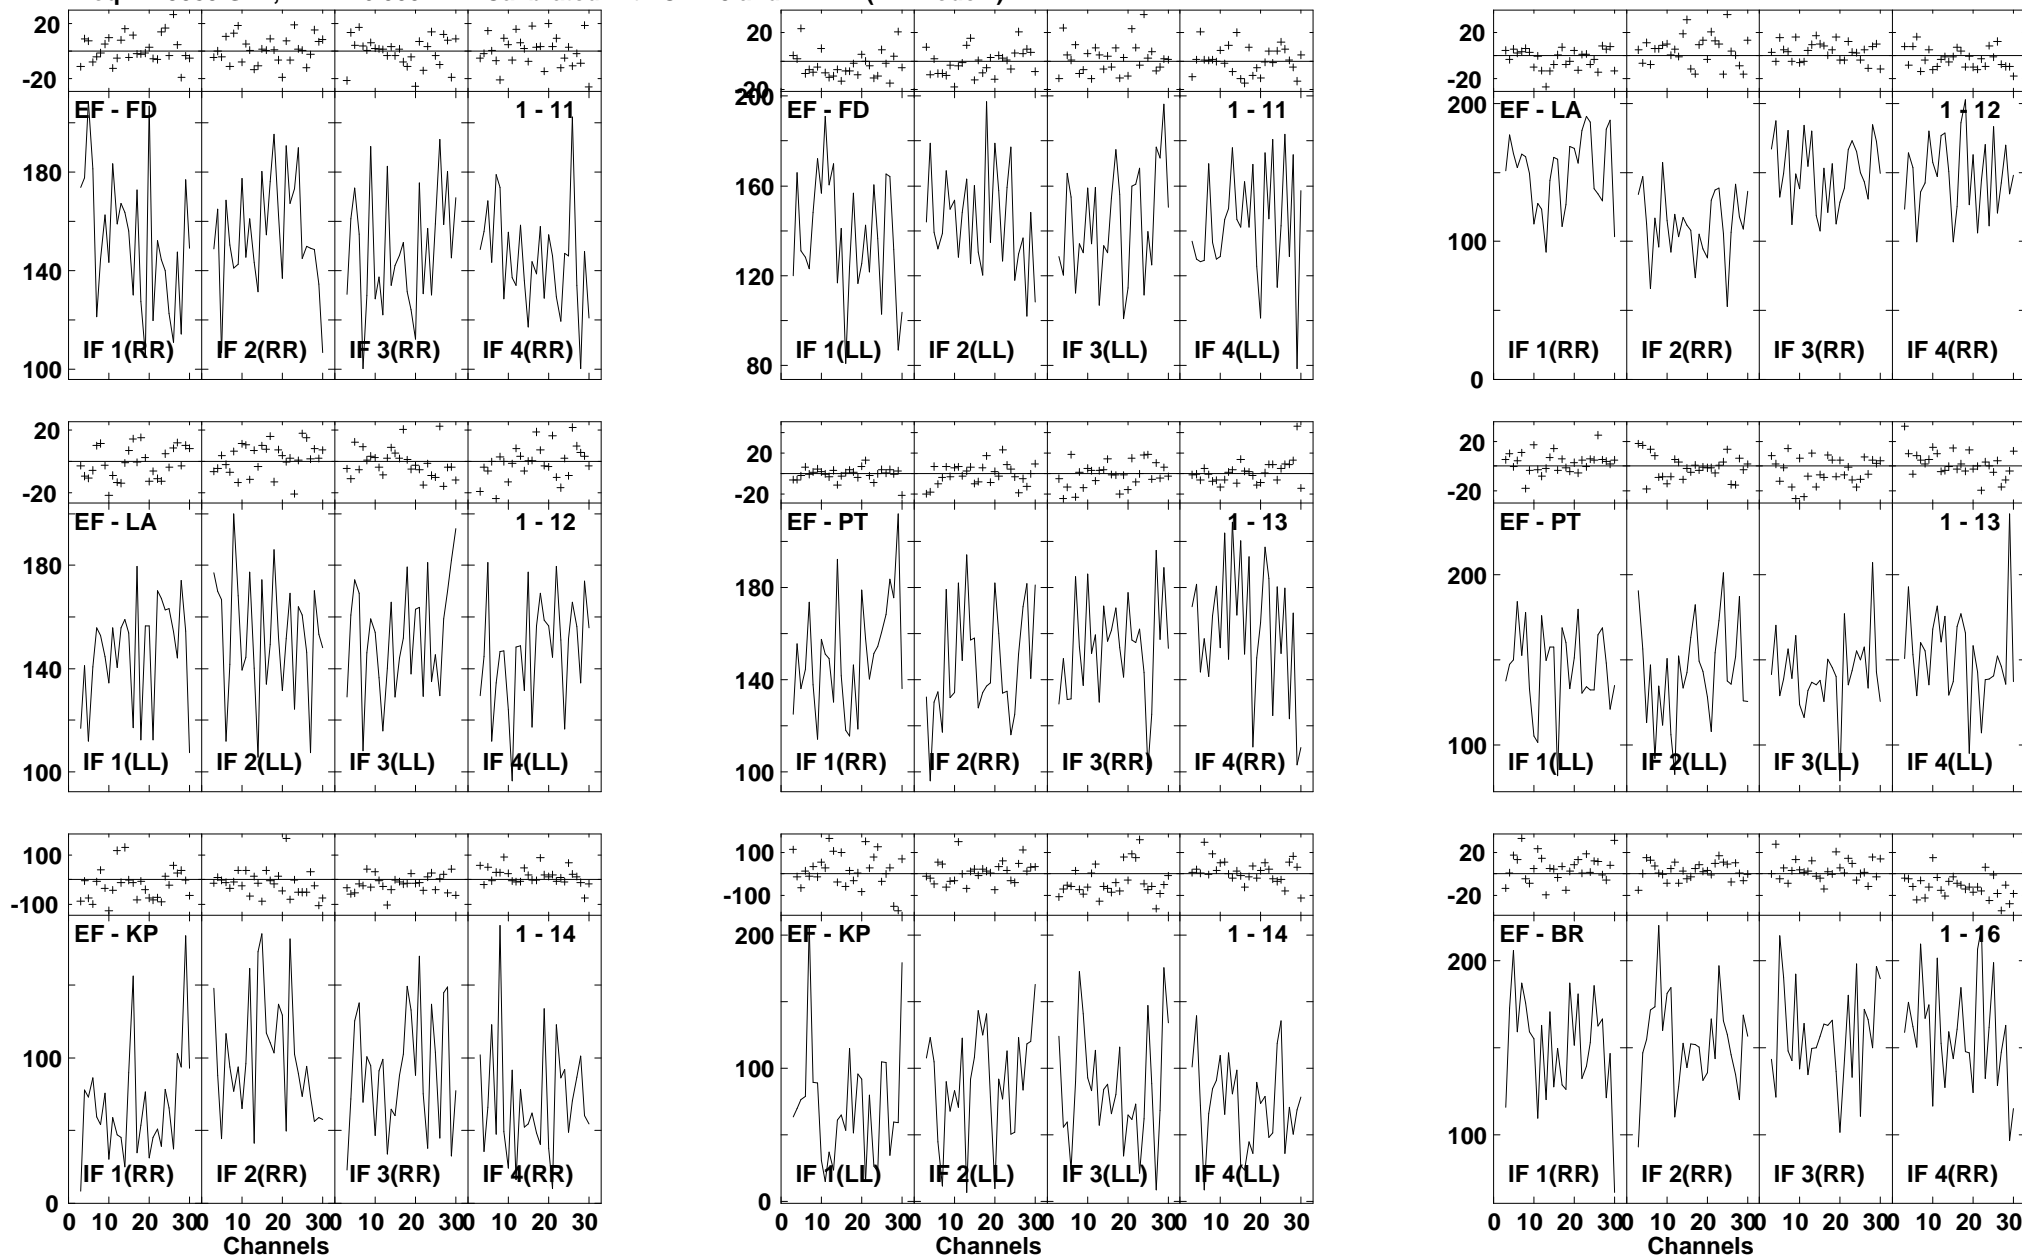 20 20 20
-20 20 -20
200 200
EF - FD 1 - 11 EF - FD 1 - 11 EF - LA 1 - 12
180 160
140 120 100
IF 1(RR) IF 2(RR) IF 3(RR) IF 4(RR) IF 1(LL) IF 2(LL) IF 3(LL) IF 4(LL) IF 1(RR) IF 2(RR) IF 3(RR) IF 4(RR)
100 80 0
20 20 20
-20 -20 -20
EF - LA 1 - 12 EF - PT 1 - 13 EF - PT 1 - 13
180 180 200
140 140
IF 1(LL) IF 2(LL) IF 3(LL) IF 4(LL) IF 1(RR) IF 2(RR) IF 3(RR) IF 4(RR) IF 1(LL) IF 2(LL) IF 3(LL) IF 4(LL)
100 100 100
100 100 20
-100 -100 -20
EF - KP 1 - 14 EF - KP 1 - 14 EF - BR 1 - 16
200 200
100 100 100
IF 1(RR) IF 2(RR) IF 3(RR) IF 4(RR) IF 1(LL) IF 2(LL) IF 3(LL) IF 4(LL) IF 1(RR) IF 2(RR) IF 3(RR) IF 4(RR)
0 0
0 10 20 30 0 10 20 30 0 10 20 30 0 10 20 30 0 10 20 30 0 10 20 30 0 10 20 30 0 10 20 30 0 10 20 30 0 10 20 30 0 10 20 30 0 10 20 30
Channels Channels Channels